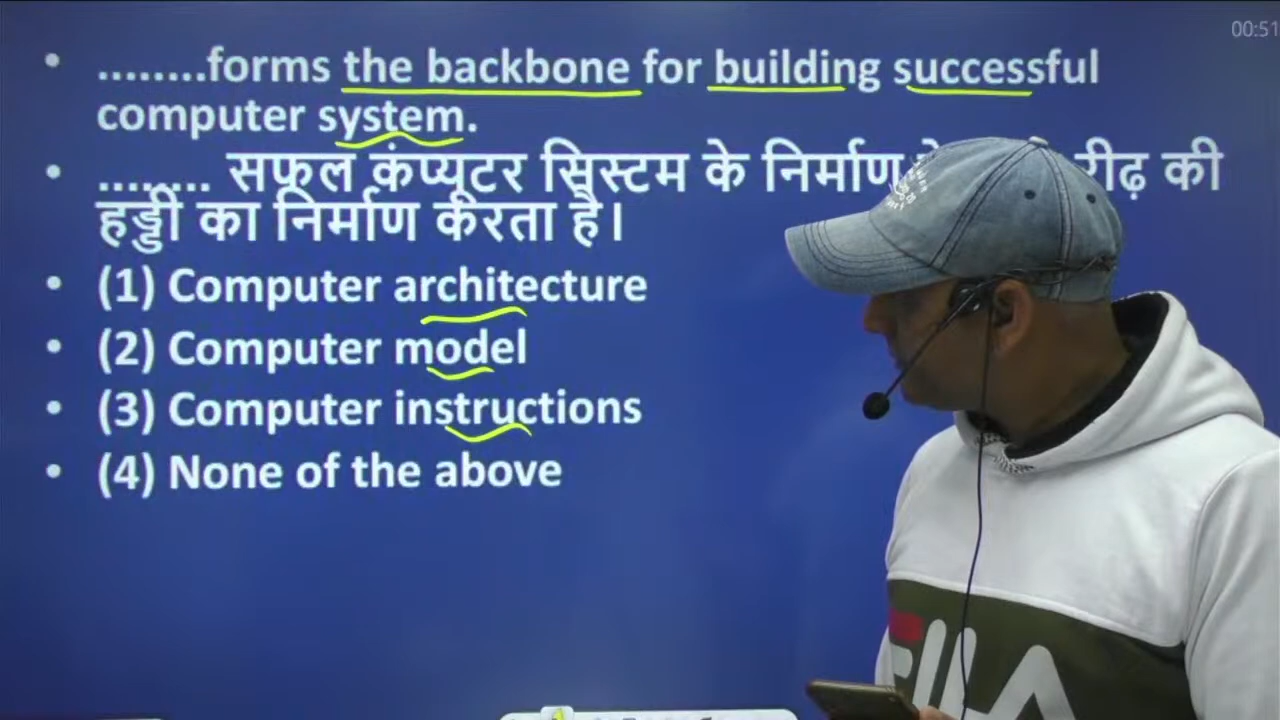 00:51
• ........forms the backbone for building successful
computer system.
• ........ सफल कंप्यूटर सिस्टम के निर्माण रीढ़ की
हड्डी का निर्माण करता है।
• (1) Computer architecture
• (2) Computer model
• (3) Computer instructions
• (4) None of the above
FILA